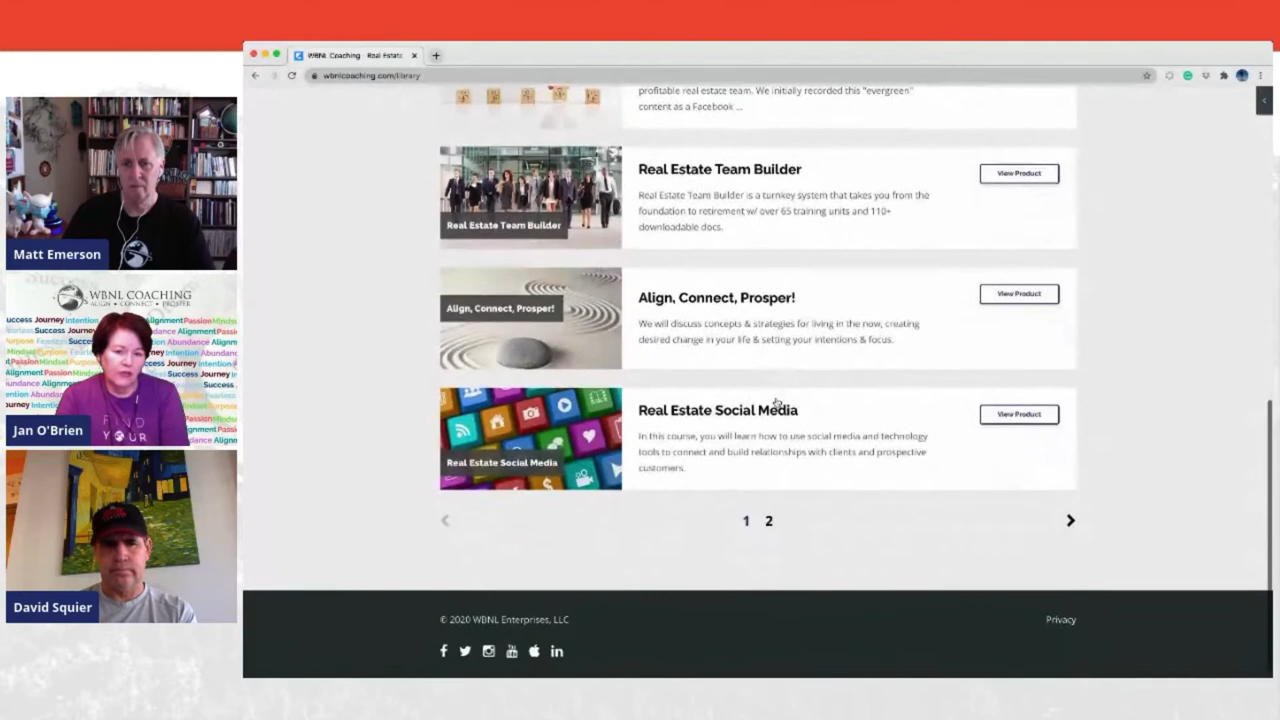 WBNL Coaching - Real Estate
wbnlcoaching.com/library
profitable real estate team. We initially recorded this "evergreen"
content as a Facebook ...
Real Estate Team Builder
Real Estate Team Builder
View Product
Real Estate Team Builder is a turnkey system that takes you from the
foundation to retirement w/ over 65 training units and 110+
downloadable docs.
Align, Connect, Prosper!
Align, Connect, Prosper!
View Product
We will discuss concepts & strategies for living in the now, creating
desired change in your life & setting your intentions & focus.
Real Estate Social Media
Real Estate Social Media
View Product
In this course, you will learn how to use social media and technology
tools to connect and build relationships with clients and prospective
customers.
1 2
© 2020 WBNL Enterprises, LLC
Privacy
Matt Emerson
WBNL COACHING
ALIGN • CONNECT • PROSPER
FIND
YOUR
Jan O'Brien
David Squier